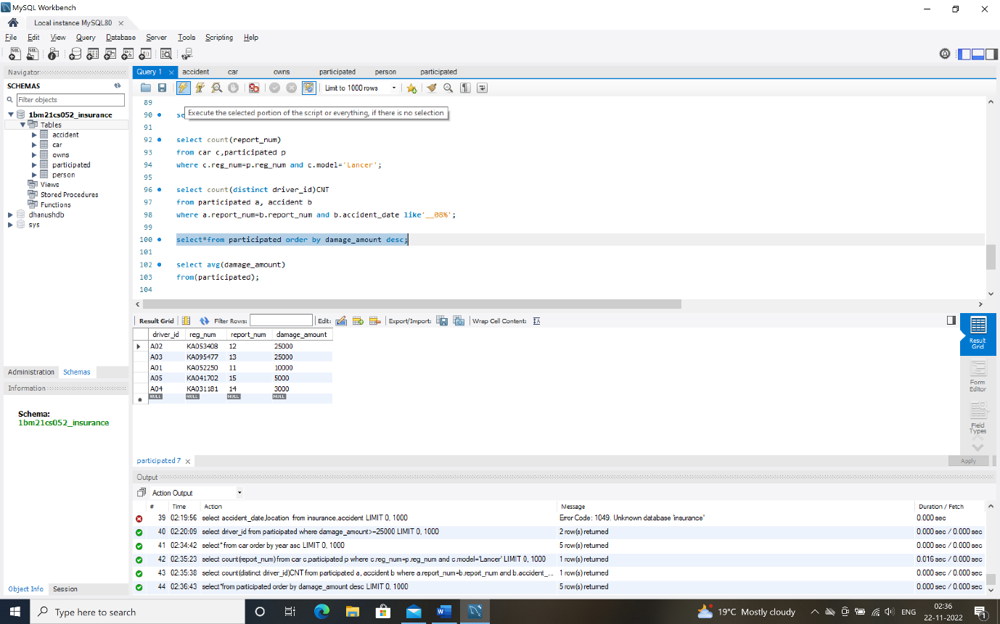 MySQL Workbench
Local instance MySQL80
File Edit View Query Database Server Tools Scripting Help
Navigator
SCHEMAS
Filter objects
1bm21cs052_insurance
Tables
accident
car
owns
participated
person
Views
Stored Procedures
Functions
dhanushdb
sys
Administration Schemas
Information
Schema:
1bm21cs052_insurance
Object Info Session
Query 1 accident car owns participated person participated
Limit to 1000 rows
89
90 se
Execute the selected portion of the script or everything, if there is no selection
91
92 select count(report_num)
93 from car c,participated p
94 where c.reg_num=p.reg_num and c.model='Lancer';
95
96 select count(distinct driver_id)CNT
97 from participated a, accident b
98 where a.report_num=b.report_num and b.accident_date like'__08%';
99
100 select*from participated order by damage_amount desc;
101
102 select avg(damage_amount)
103 from(participated);
104
Result Grid Filter Rows: Edit: Export/Import: Wrap Cell Content:
driver_id reg_num report_num damage_amount
A02 KA053408 12 25000
A03 KA095477 13 25000
A01 KA052250 11 10000
A05 KA041702 15 5000
A04 KA031181 14 3000
NULL NULL NULL NULL
Result
Grid
Form
Editor
Field
Types
participated 7
Apply
Output
Action Output
# Time Action Message Duration / Fetch
39 02:19:56 select accident_date,location from insurance.accident LIMIT 0, 1000 Error Code: 1049. Unknown database 'insurance' 0.000 sec
40 02:20:09 select driver_id from participated where damage_amount>=25000 LIMIT 0, 1000 2 row(s) returned 0.000 sec / 0.000 sec
41 02:34:42 select* from car order by year asc LIMIT 0, 1000 5 row(s) returned 0.000 sec / 0.000 sec
42 02:35:23 select count(report_num) from car c,participated p where c.reg_num=p.reg_num and c.model='Lancer' LIMIT 0, 1000 1 row(s) returned 0.016 sec / 0.000 sec
43 02:35:38 select count(distinct driver_id)CNT from participated a, accident b where a.report_num=b.report_num and b.accident_... 1 row(s) returned 0.000 sec / 0.000 sec
44 02:36:43 select*from participated order by damage_amount desc LIMIT 0, 1000 5 row(s) returned 0.000 sec / 0.000 sec
Type here to search
19°C Mostly cloudy
ENG
02:36
22-11-2022
1